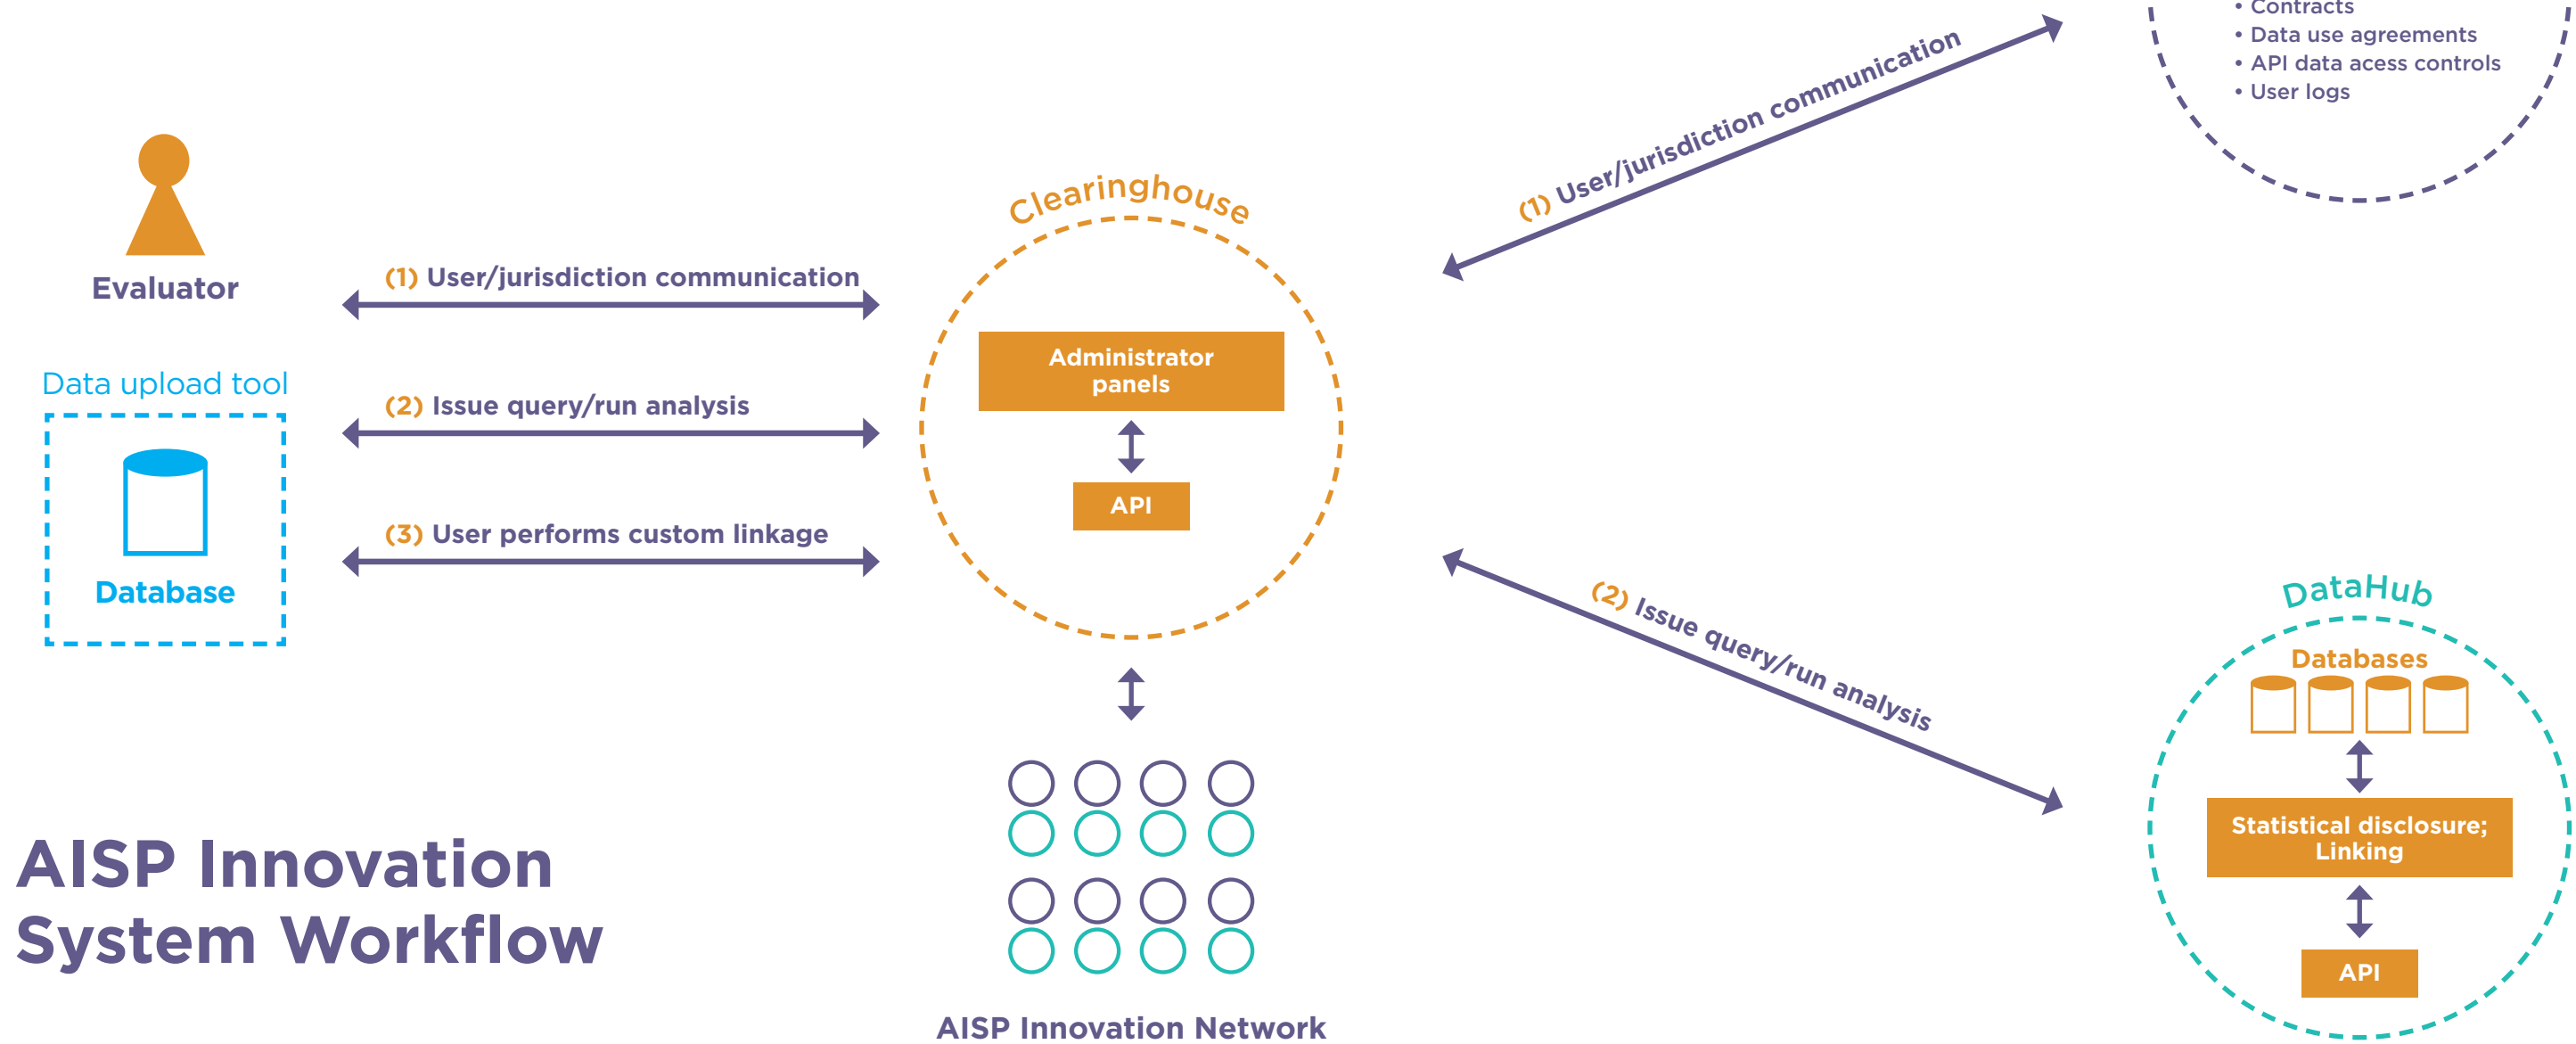 • Contracts
• Data use agreements
• API data acess controls
• User logs
(1) User/jurisdiction communication
Clearinghouse
Evaluator
(1) User/jurisdiction communication
Administrator
panels
API
Data upload tool
(2) Issue query/run analysis
(3) User performs custom linkage
Database
(2) Issue query/run analysis
DataHub
Databases
Statistical disclosure;
Linking
API
AISP Innovation
System Workflow
AISP Innovation Network